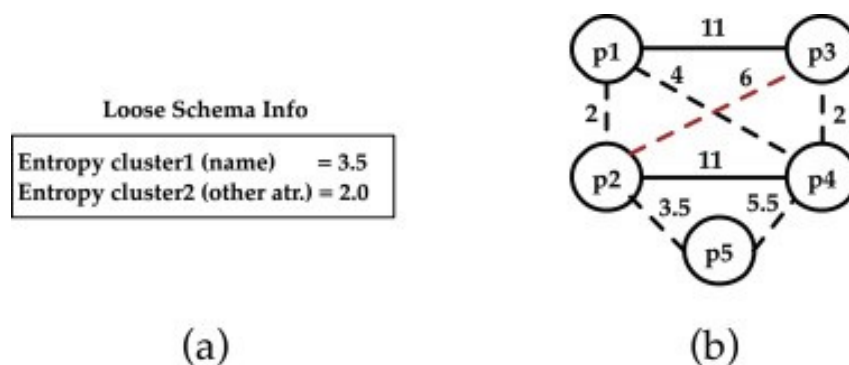 Loose Schema Info
Entropy cluster1 (name) = 3.5
Entropy cluster2 (other atr.) = 2.0
(a)
11
p1
p3
4
6
2
2
11
p2
p4
3.5
5.5
p5
(b)